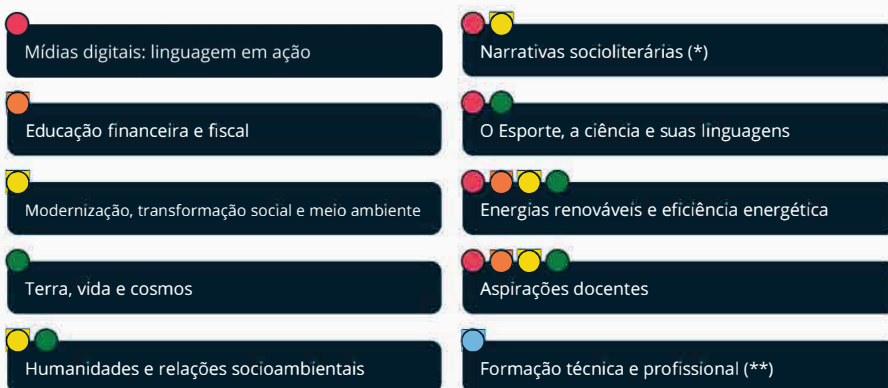 Mídias digitais: linguagem em ação
Educação financeira e fiscal
Modernização, transformação social e meio ambiente
Terra, vida e cosmos
Humanidades e relações socioambientais
Narrativas socioliterárias (*)
O Esporte, a ciência e suas linguagens
Energias renováveis e eficiência energética
Aspirações docentes
Formação técnica e profissional (**)